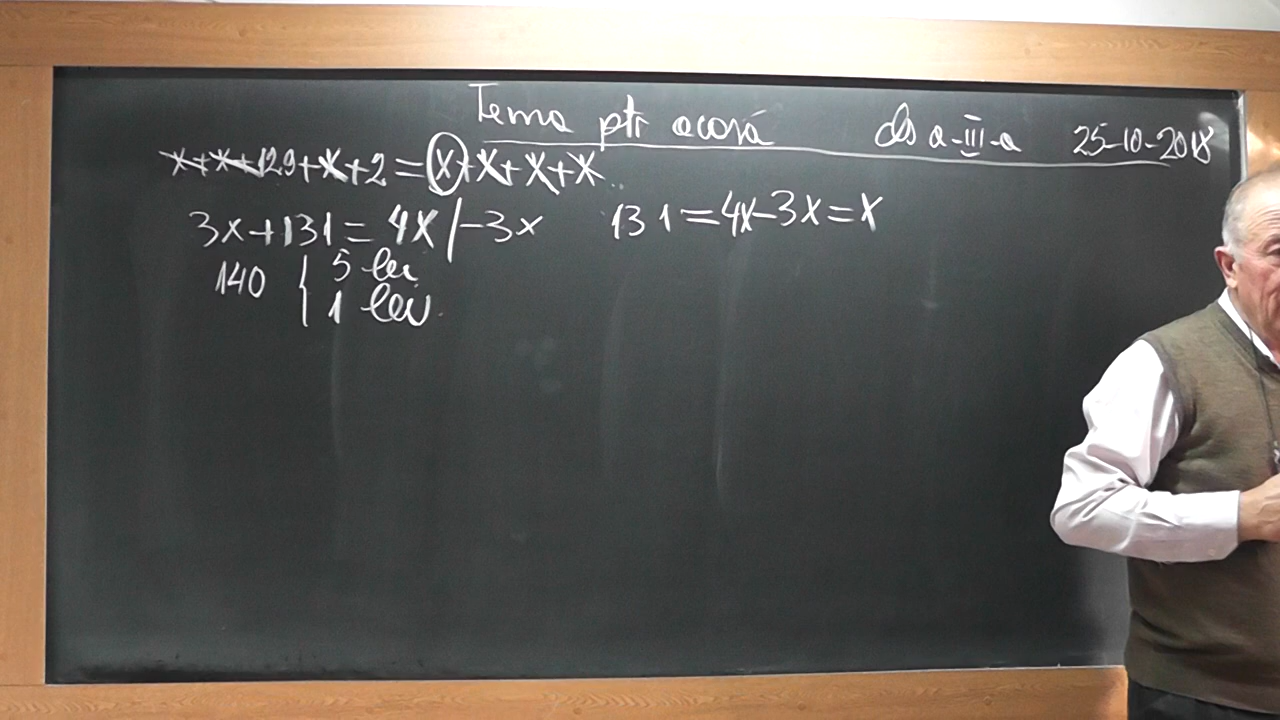 Tema ptr acasă cls a-III-a 25-10-2018
x+x+129+x+2=x+x+x+x
3x+131=4x/-3x 131=4x-3x=x
140 { 5 lei
1 leu